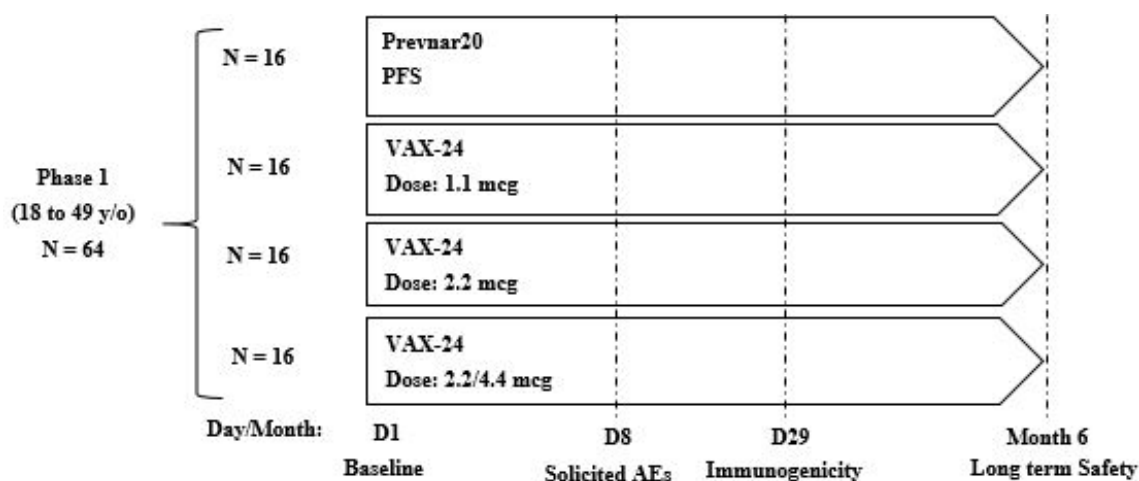 N = 16
Prevnar20
PFS
N = 16
VAX-24
Dose: 1.1 mcg
Phase 1
(18 to 49 y/o)
N = 64
N = 16
VAX-24
Dose: 2.2 mcg
N = 16
VAX-24
Dose: 2.2/4.4 mcg
Day/Month:
D1
D8
D29
Month 6
Baseline
Solicited AEs
Immunogenicity
Long term Safety